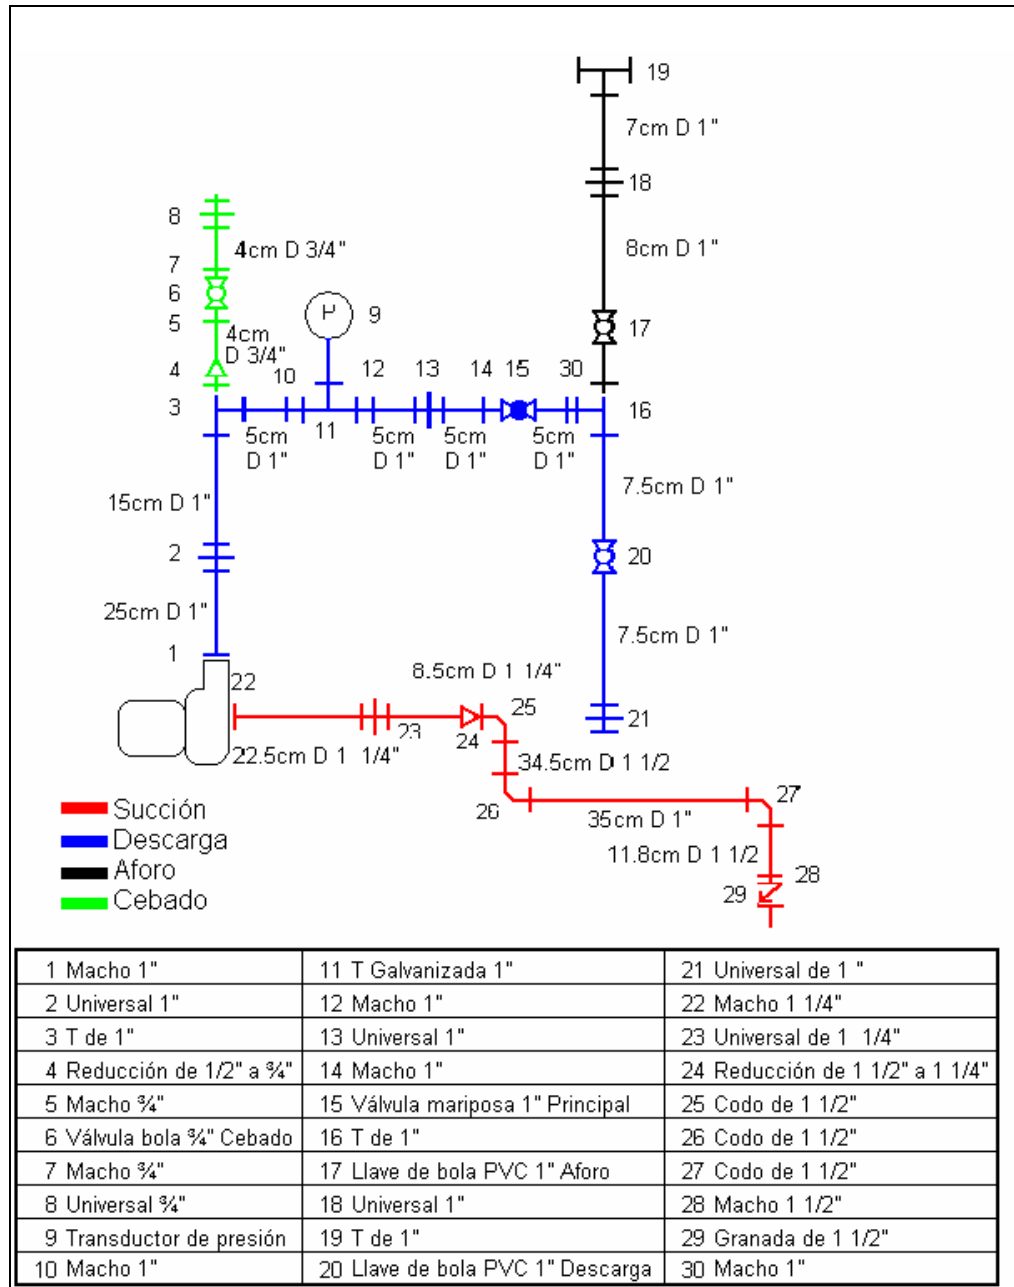 19
7cm D 1"
18
8
8cm D 1"
4cm D 3/4"
7
6
P 9
5
17
4cm
D 3/4"
4
10
12
13
14 15
30
3
11
16
5cm
D 1"
5cm
D 1"
5cm
D 1"
5cm
D 1"
7.5cm D 1"
15cm D 1"
2
20
25cm D 1"
7.5cm D 1"
1
22
8.5cm D 1 1/4"
25
21
23
24
22.5cm D 1 1/4"
34.5cm D 1 1/2
27
26
35cm D 1"
11.8cm D 1 1/2
28
29
Succión
Descarga
Aforo
Cebado
1 Macho 1" 11 T Galvanizada 1" 21 Universal de 1 "
2 Universal 1" 12 Macho 1" 22 Macho 1 1/4"
3 T de 1" 13 Universal 1" 23 Universal de 1 1/4"
4 Reducción de 1/2" a ¾" 14 Macho 1" 24 Reducción de 1 1/2" a 1 1/4"
5 Macho ¾" 15 Válvula mariposa 1" Principal 25 Codo de 1 1/2"
6 Válvula bola ¾" Cebado 16 T de 1" 26 Codo de 1 1/2"
7 Macho ¾" 17 Llave de bola PVC 1" Aforo 27 Codo de 1 1/2"
8 Universal ¾" 18 Universal 1" 28 Macho 1 1/2"
9 Transductor de presión 19 T de 1" 29 Granada de 1 1/2"
10 Macho 1" 20 Llave de bola PVC 1" Descarga 30 Macho 1"